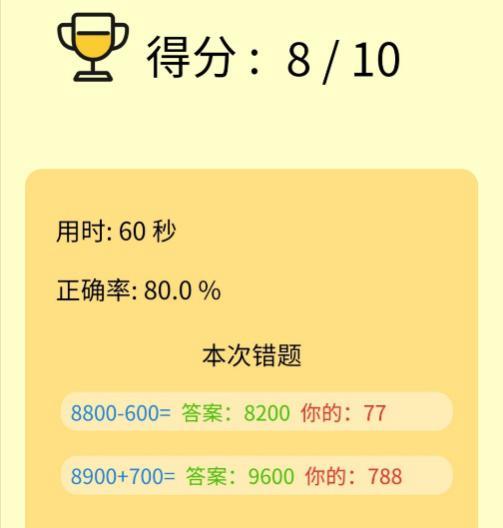 得分：8 / 10
用时: 60 秒
正确率: 80.0 %
本次错题
8800-600= 答案：8200 你的：77
8900+700= 答案：9600 你的：788